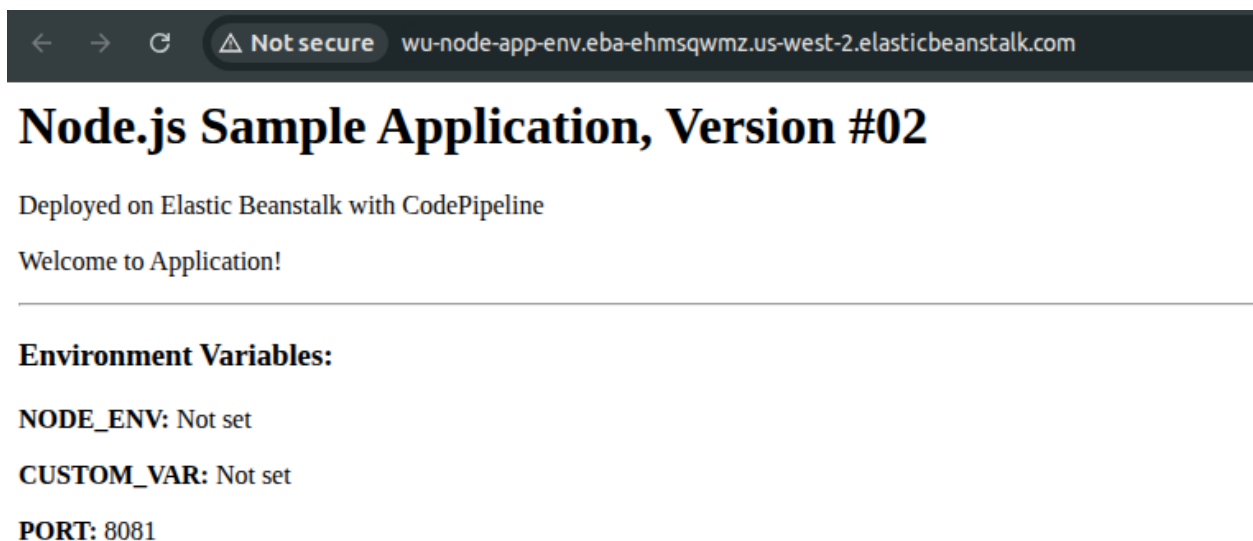 Not secure wu-node-app-env.eba-ehmsqwmz.us-west-2.elasticbeanstalk.com
Node.js Sample Application, Version #02
Deployed on Elastic Beanstalk with CodePipeline
Welcome to Application!
Environment Variables:
NODE_ENV: Not set
CUSTOM_VAR: Not set
PORT: 8081